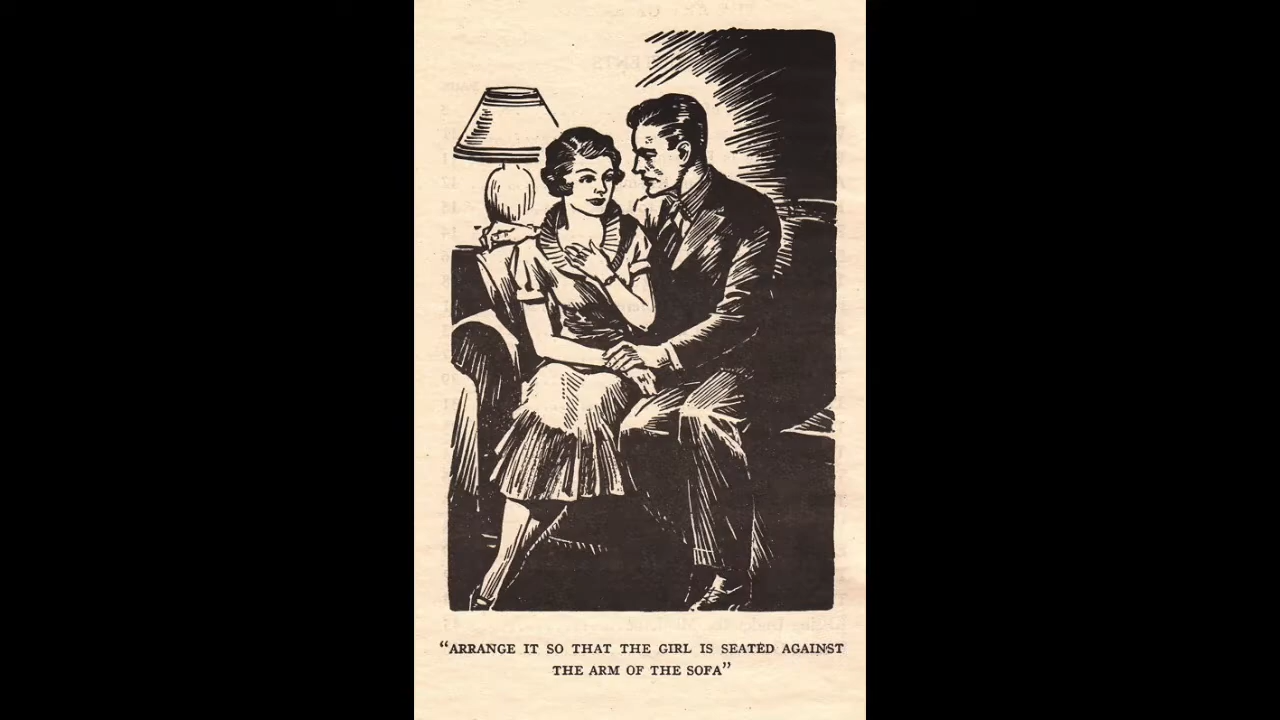 “ARRANGE IT SO THAT THE GIRL IS SEATED AGAINST
THE ARM OF THE SOFA”